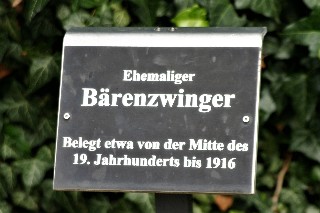 Ehemaliger
Bärenzwinger
Belegt etwa von der Mitte des
19. Jahrhunderts bis 1916